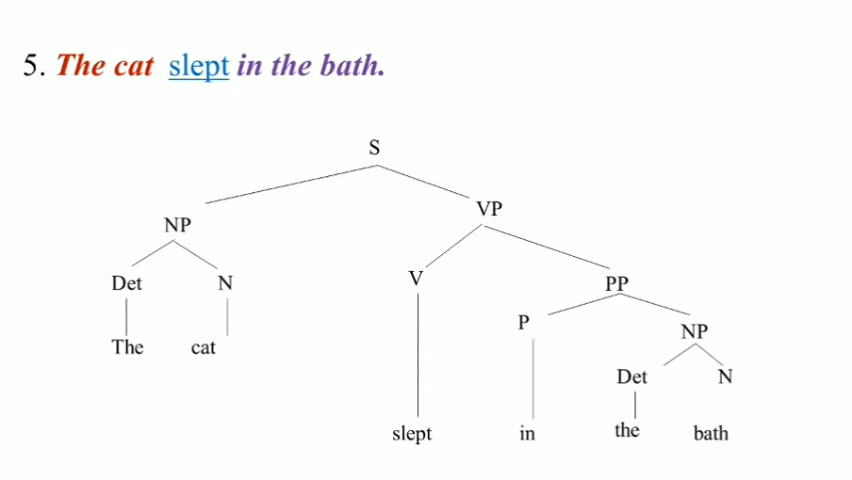 5. The cat slept in the bath.
S
NP VP
Det N V PP
P NP
The cat Det N
slept in the bath